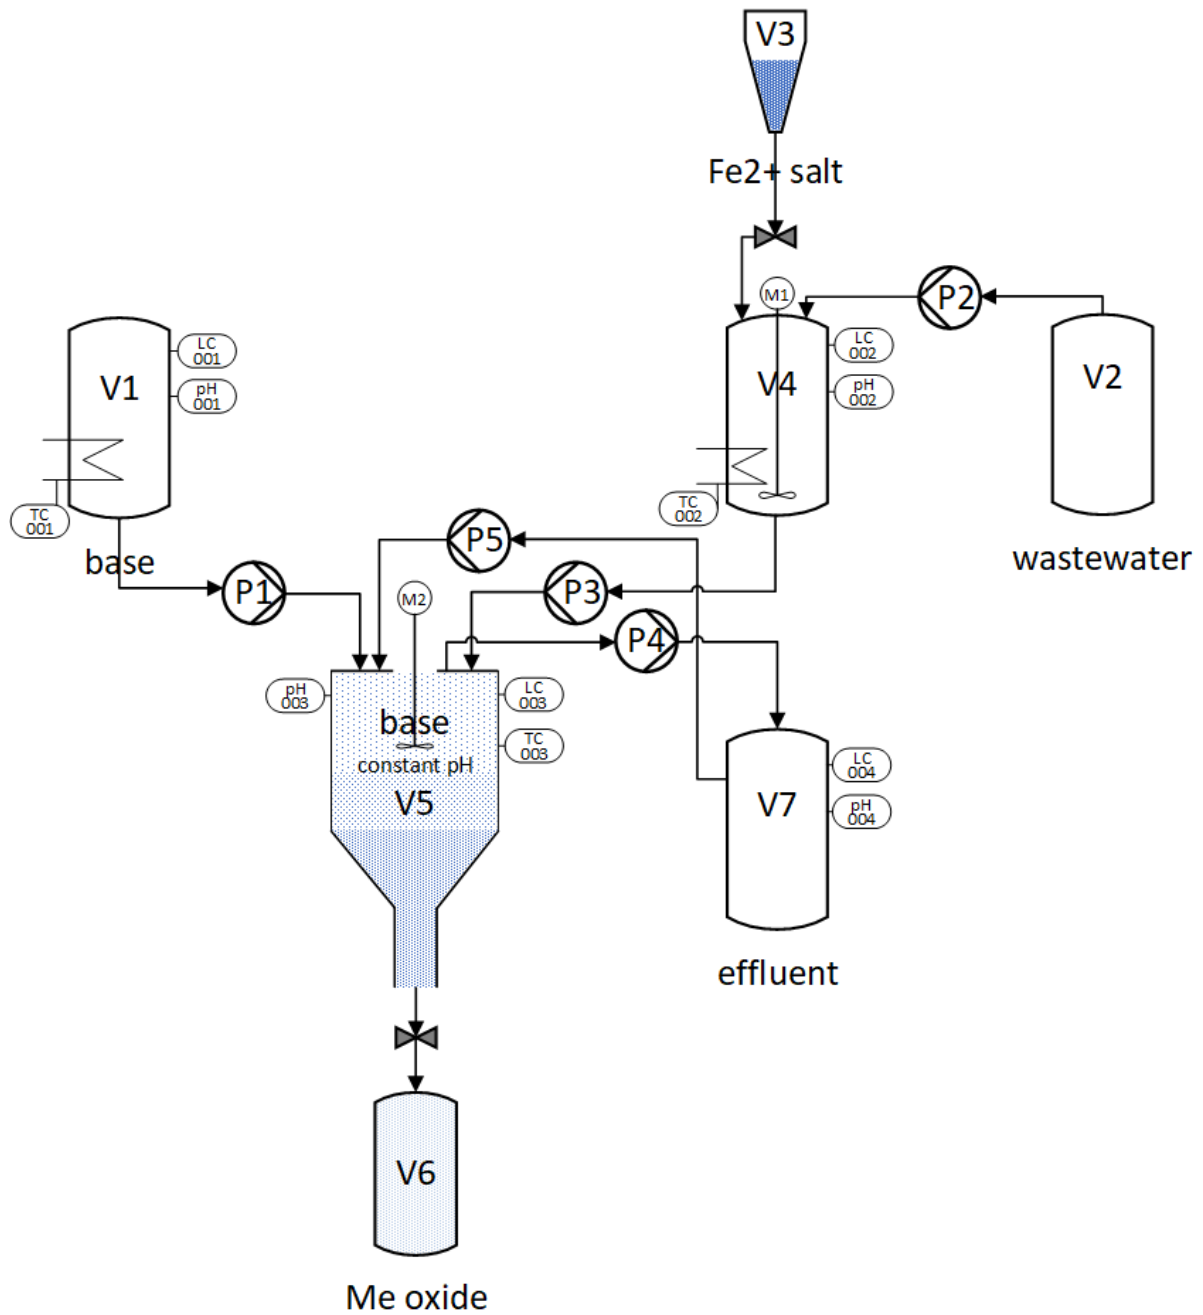 V3
Fe2+ salt
M1
P2
LC
001
pH
001
V1
TC
001
base
LC
002
pH
002
V4
TC
002
V2
wastewater
P5
P1
M2
P3
P4
pH
003
LC
003
base
TC
003
constant pH
V5
LC
004
pH
004
V7
effluent
V6
Me oxide